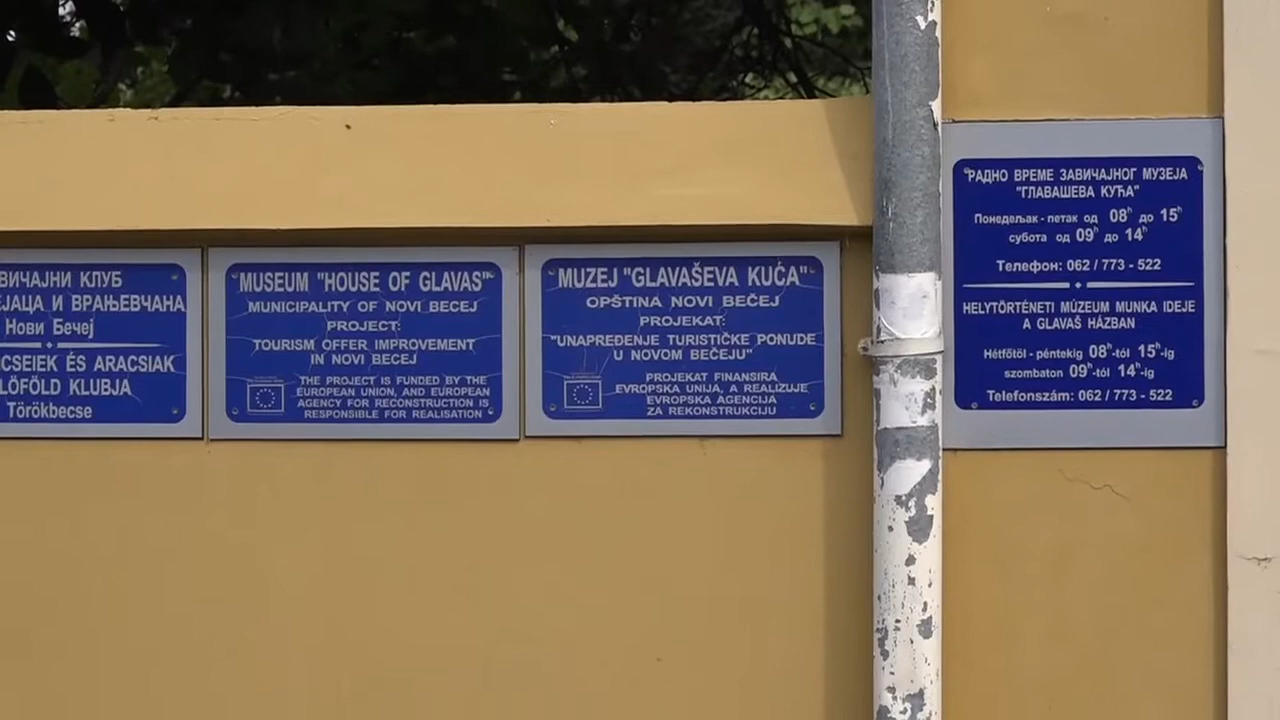 ВИЧАЈНИ КЛУБ
ЈАЦА И ВРАЊЕВЧАНА
Нови Бечеј
CSEIEK ÉS ARACSIAK
LŐFÖLD KLUBJA
Törökbecse
MUSEUM "HOUSE OF GLAVAS"
MUNICIPALITY OF NOVI BECEJ
PROJECT:
TOURISM OFFER IMPROVEMENT
IN NOVI BECEJ
THE PROJECT IS FUNDED BY THE
EUROPEAN UNION, AND EUROPEAN
AGENCY FOR RECONSTRUCTION IS
RESPONSIBLE FOR REALISATION
MUZEJ "GLAVAŠEVA KUĆA"
OPŠTINA NOVI BEČEJ
PROJEKAT:
"UNAPREĐENJE TURISTIČKE PONUDE
U NOVOM BEČEJU"
PROJEKAT FINANSIRA
EVROPSKA UNIJA, A REALIZUJE
EVROPSKA AGENCIJA
ZA REKONSTRUKCIJU
РАДНО ВРЕМЕ ЗАВИЧАЈНОГ МУЗЕЈА
"ГЛАВАШЕВА КУЋА"
Понедељак - петак од 08h до 15h
субота од 09h до 14h
Телефон: 062 / 773 - 522
HELYTÖRTÉNETI MÚZEUM MUNKA IDEJE
A GLAVAŠ HÁZBAN
Hétfőtől - péntekig 08h-tól 15h-ig
szombaton 09h-tól 14h-ig
Telefonszám: 062 / 773 - 522